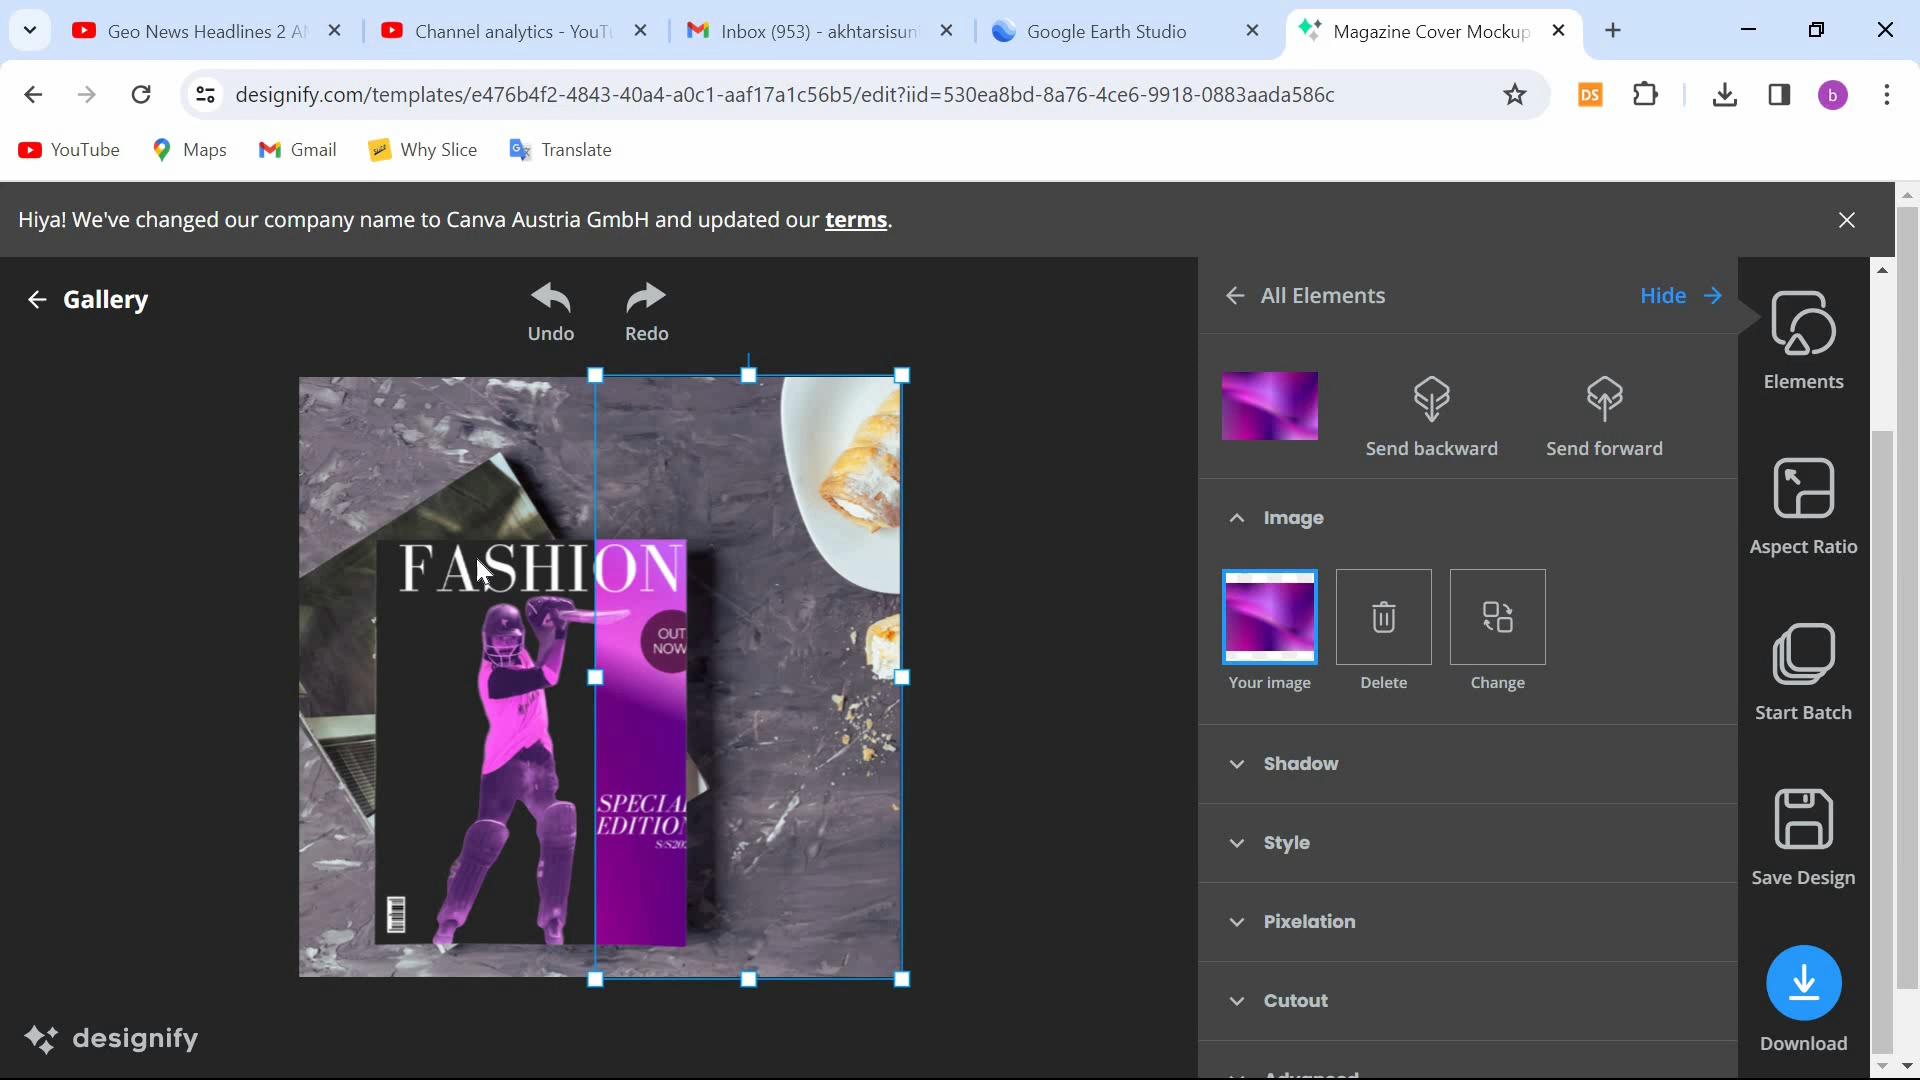 Geo News Headlines 2 A
Channel analytics - YouT
Inbox (953) - akhtarsisun
Google Earth Studio
Magazine Cover Mockup
designify.com/templates/e476b4f2-4843-40a4-a0c1-aaf17a1c56b5/edit?iid=530ea8bd-8a76-4ce6-9918-0883aada586c
DS
b
YouTube
Maps
Gmail
Why Slice
Translate
Hiya! We've changed our company name to Canva Austria GmbH and updated our terms.
Gallery
Undo
Redo
All Elements
Hide
Elements
Send backward
Send forward
Image
Aspect Ratio
Your image
Delete
Change
Start Batch
Shadow
Style
Save Design
Pixelation
Cutout
Download
FASHION
OUT
NOW
SPECIAL
EDITION
S/S20
designify